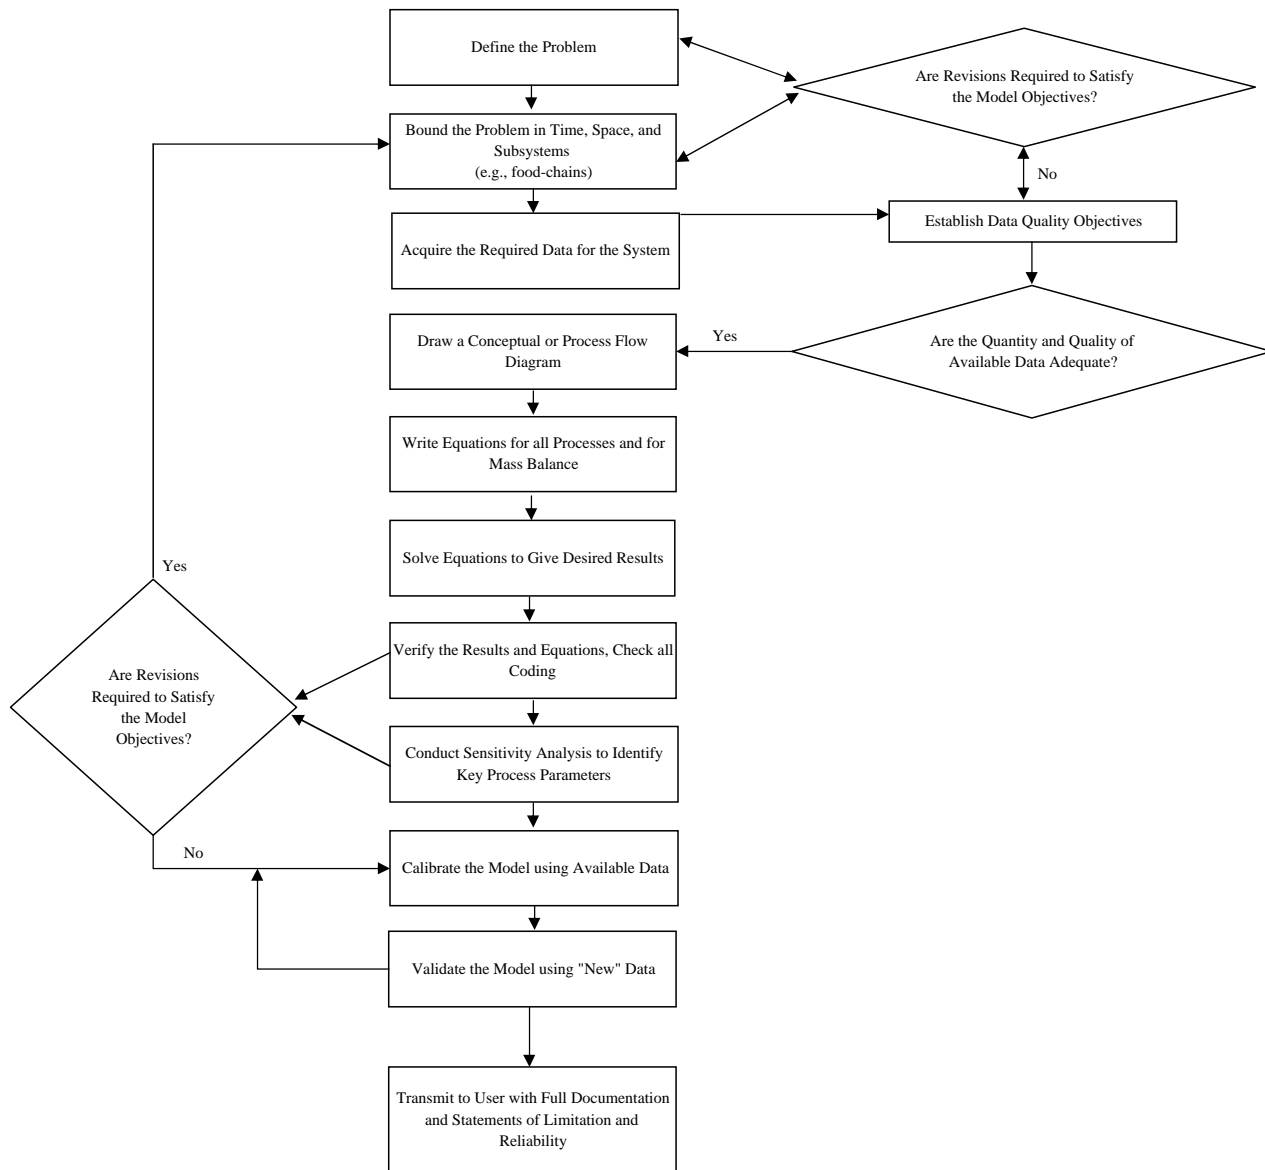 Define the Problem
Are Revisions Required to Satisfy
the Model Objectives?
Bound the Problem in Time, Space, and
Subsystems
(e.g., food-chains)
No
Acquire the Required Data for the System
Establish Data Quality Objectives
Draw a Conceptual or Process Flow
Diagram
Yes
Are the Quantity and Quality of
Available Data Adequate?
Write Equations for all Processes and for
Mass Balance
Solve Equations to Give Desired Results
Yes
Verify the Results and Equations, Check all
Coding
Are Revisions
Required to Satisfy
the Model
Objectives?
Conduct Sensitivity Analysis to Identify
Key Process Parameters
No
Calibrate the Model using Available Data
Validate the Model using "New" Data
Transmit to User with Full Documentation
and Statements of Limitation and
Reliability